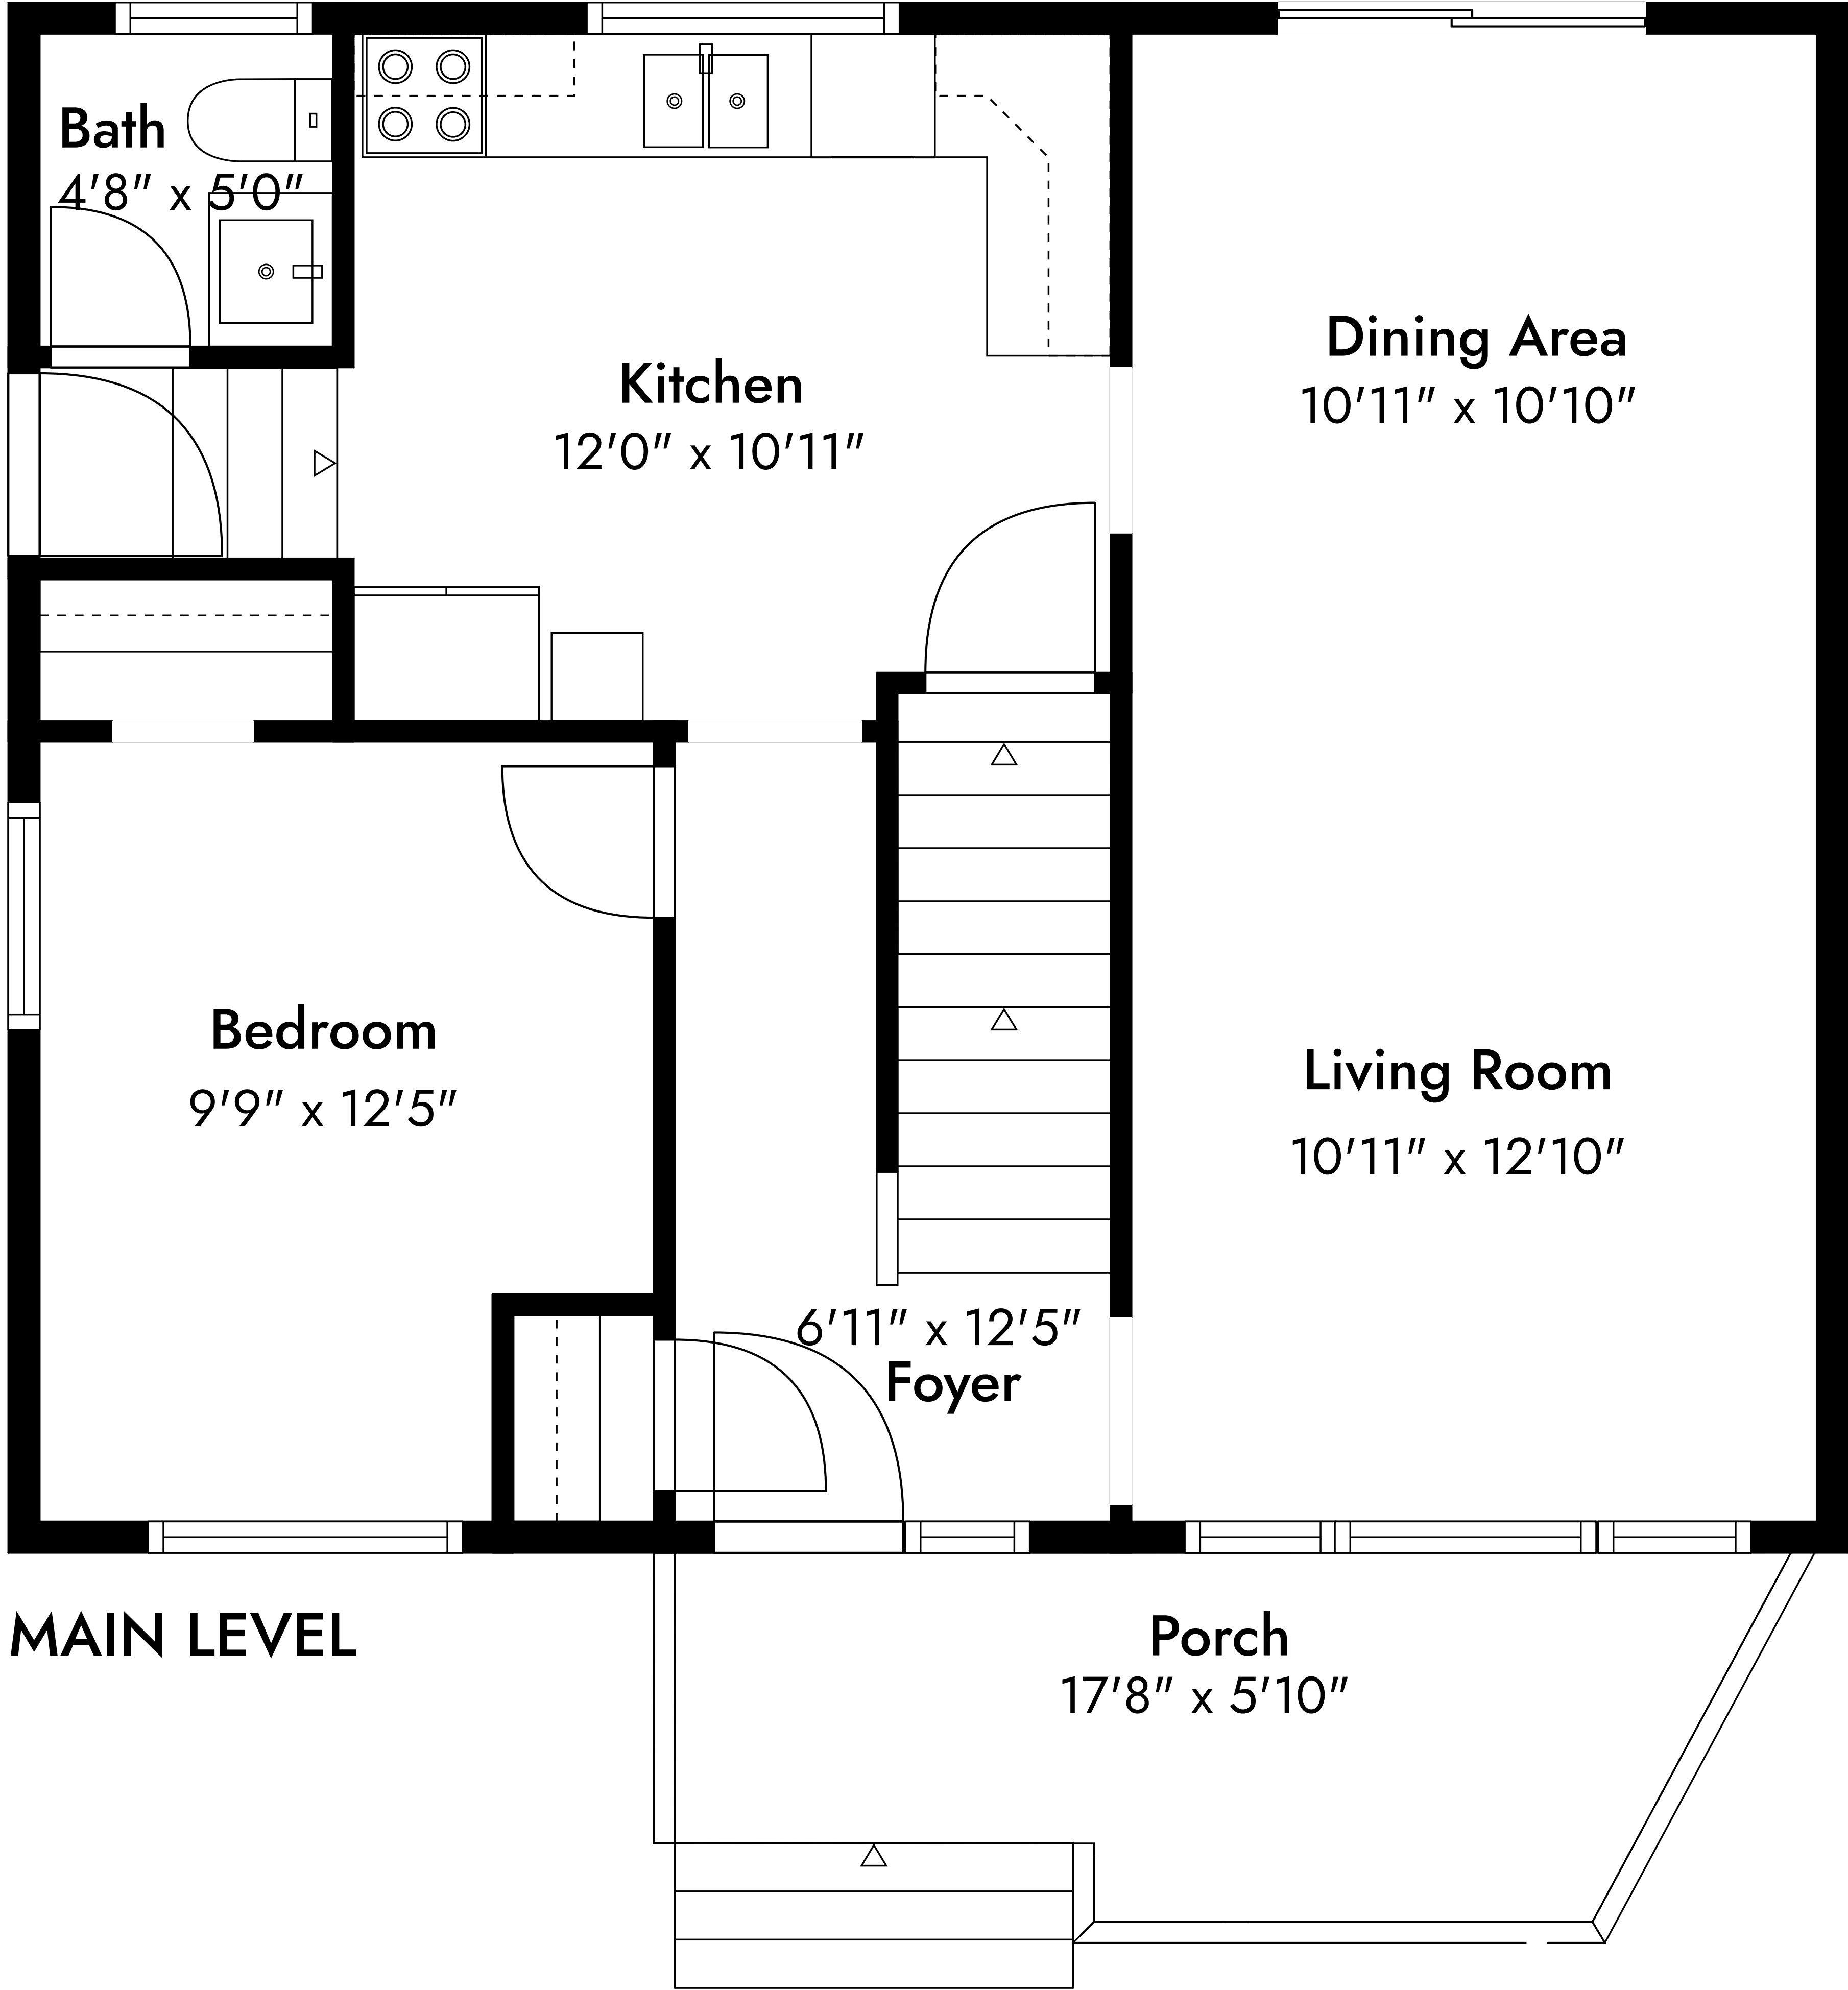 Bath
4'8" x 5'0"
Kitchen
12'0" x 10'11"
Dining Area
10'11" x 10'10"
Bedroom
9'9" x 12'5"
Living Room
10'11" x 12'10"
6'11" x 12'5"
Foyer
MAIN LEVEL
Porch
17'8" x 5'10"